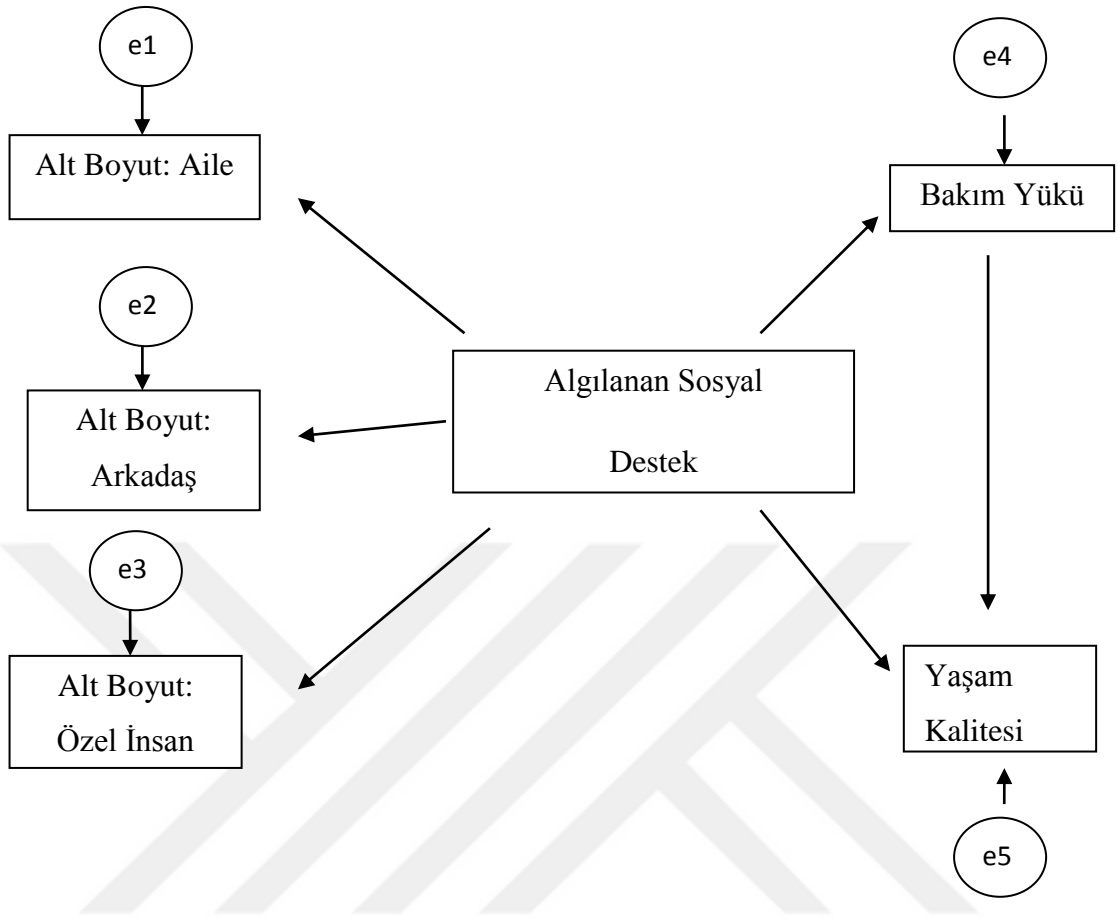 e1
e4
Alt Boyut: Aile
Bakım Yükü
e2
Algılanan Sosyal
Destek
Alt Boyut:
Arkadaş
e3
Alt Boyut:
Özel İnsan
Yaşam
Kalitesi
e5